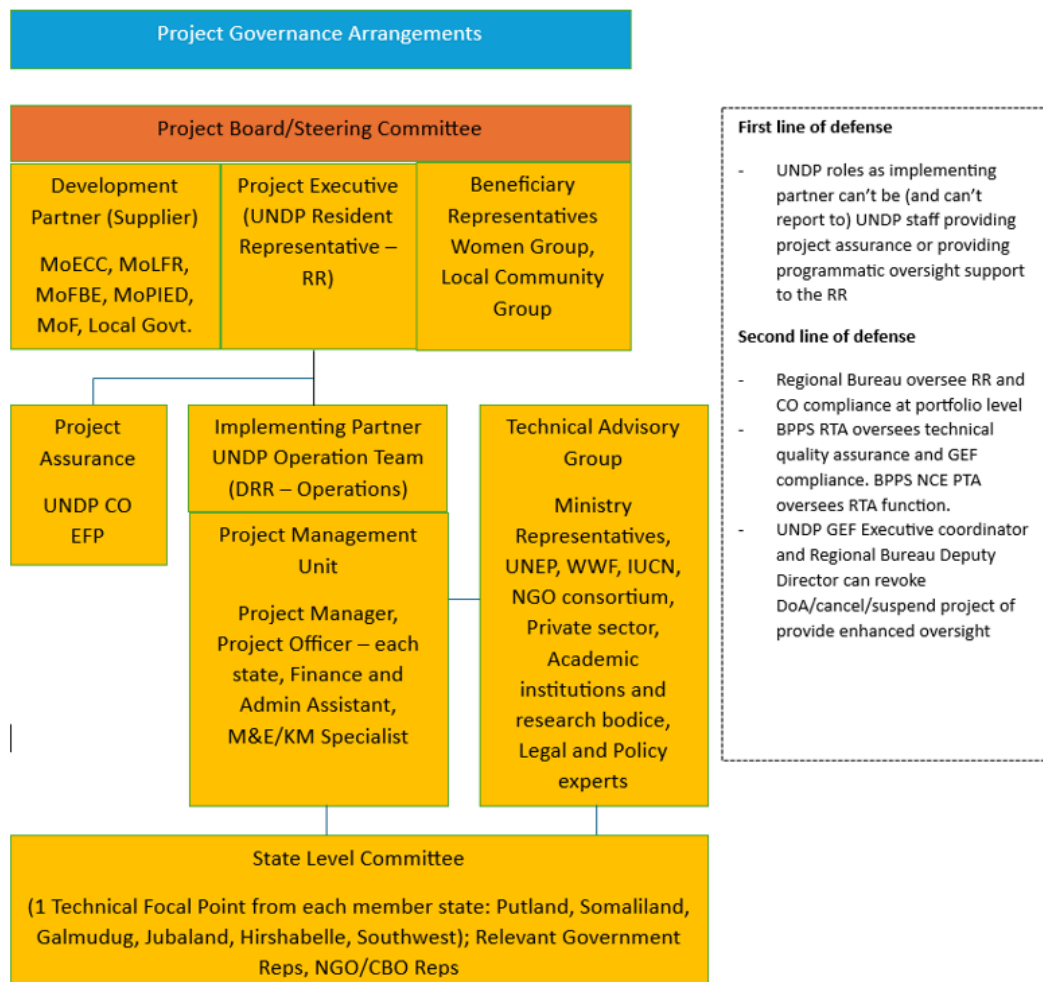 Project Governance Arrangements
Project Board/Steering Committee
Development
Partner (Supplier)
MoECC, MoLFR,
MoFBE, MoPIED,
MoF, Local Govt.
Project Executive
(UNDP Resident
Representative –
RR)
Beneficiary
Representatives
Women Group,
Local Community
Group
Project
Assurance
UNDP CO
EFP
Implementing Partner
UNDP Operation Team
(DRR – Operations)
Project Management
Unit
Project Manager,
Project Officer – each
state, Finance and
Admin Assistant,
M&E/KM Specialist
Technical Advisory
Group
Ministry
Representatives,
UNEP, WWF, IUCN,
NGO consortium,
Private sector,
Academic
institutions and
research bodice,
Legal and Policy
experts
State Level Committee
(1 Technical Focal Point from each member state: Putland, Somaliland,
Galmudug, Jubaland, Hirshabelle, Southwest); Relevant Government
Reps, NGO/CBO Reps
First line of defense
- UNDP roles as implementing
partner can’t be (and can’t
report to) UNDP staff providing
project assurance or providing
programmatic oversight support
to the RR
Second line of defense
- Regional Bureau oversee RR and
CO compliance at portfolio level
- BPPS RTA oversees technical
quality assurance and GEF
compliance. BPPS NCE PTA
oversees RTA function.
- UNDP GEF Executive coordinator
and Regional Bureau Deputy
Director can revoke
DoA/cancel/suspend project of
provide enhanced oversight